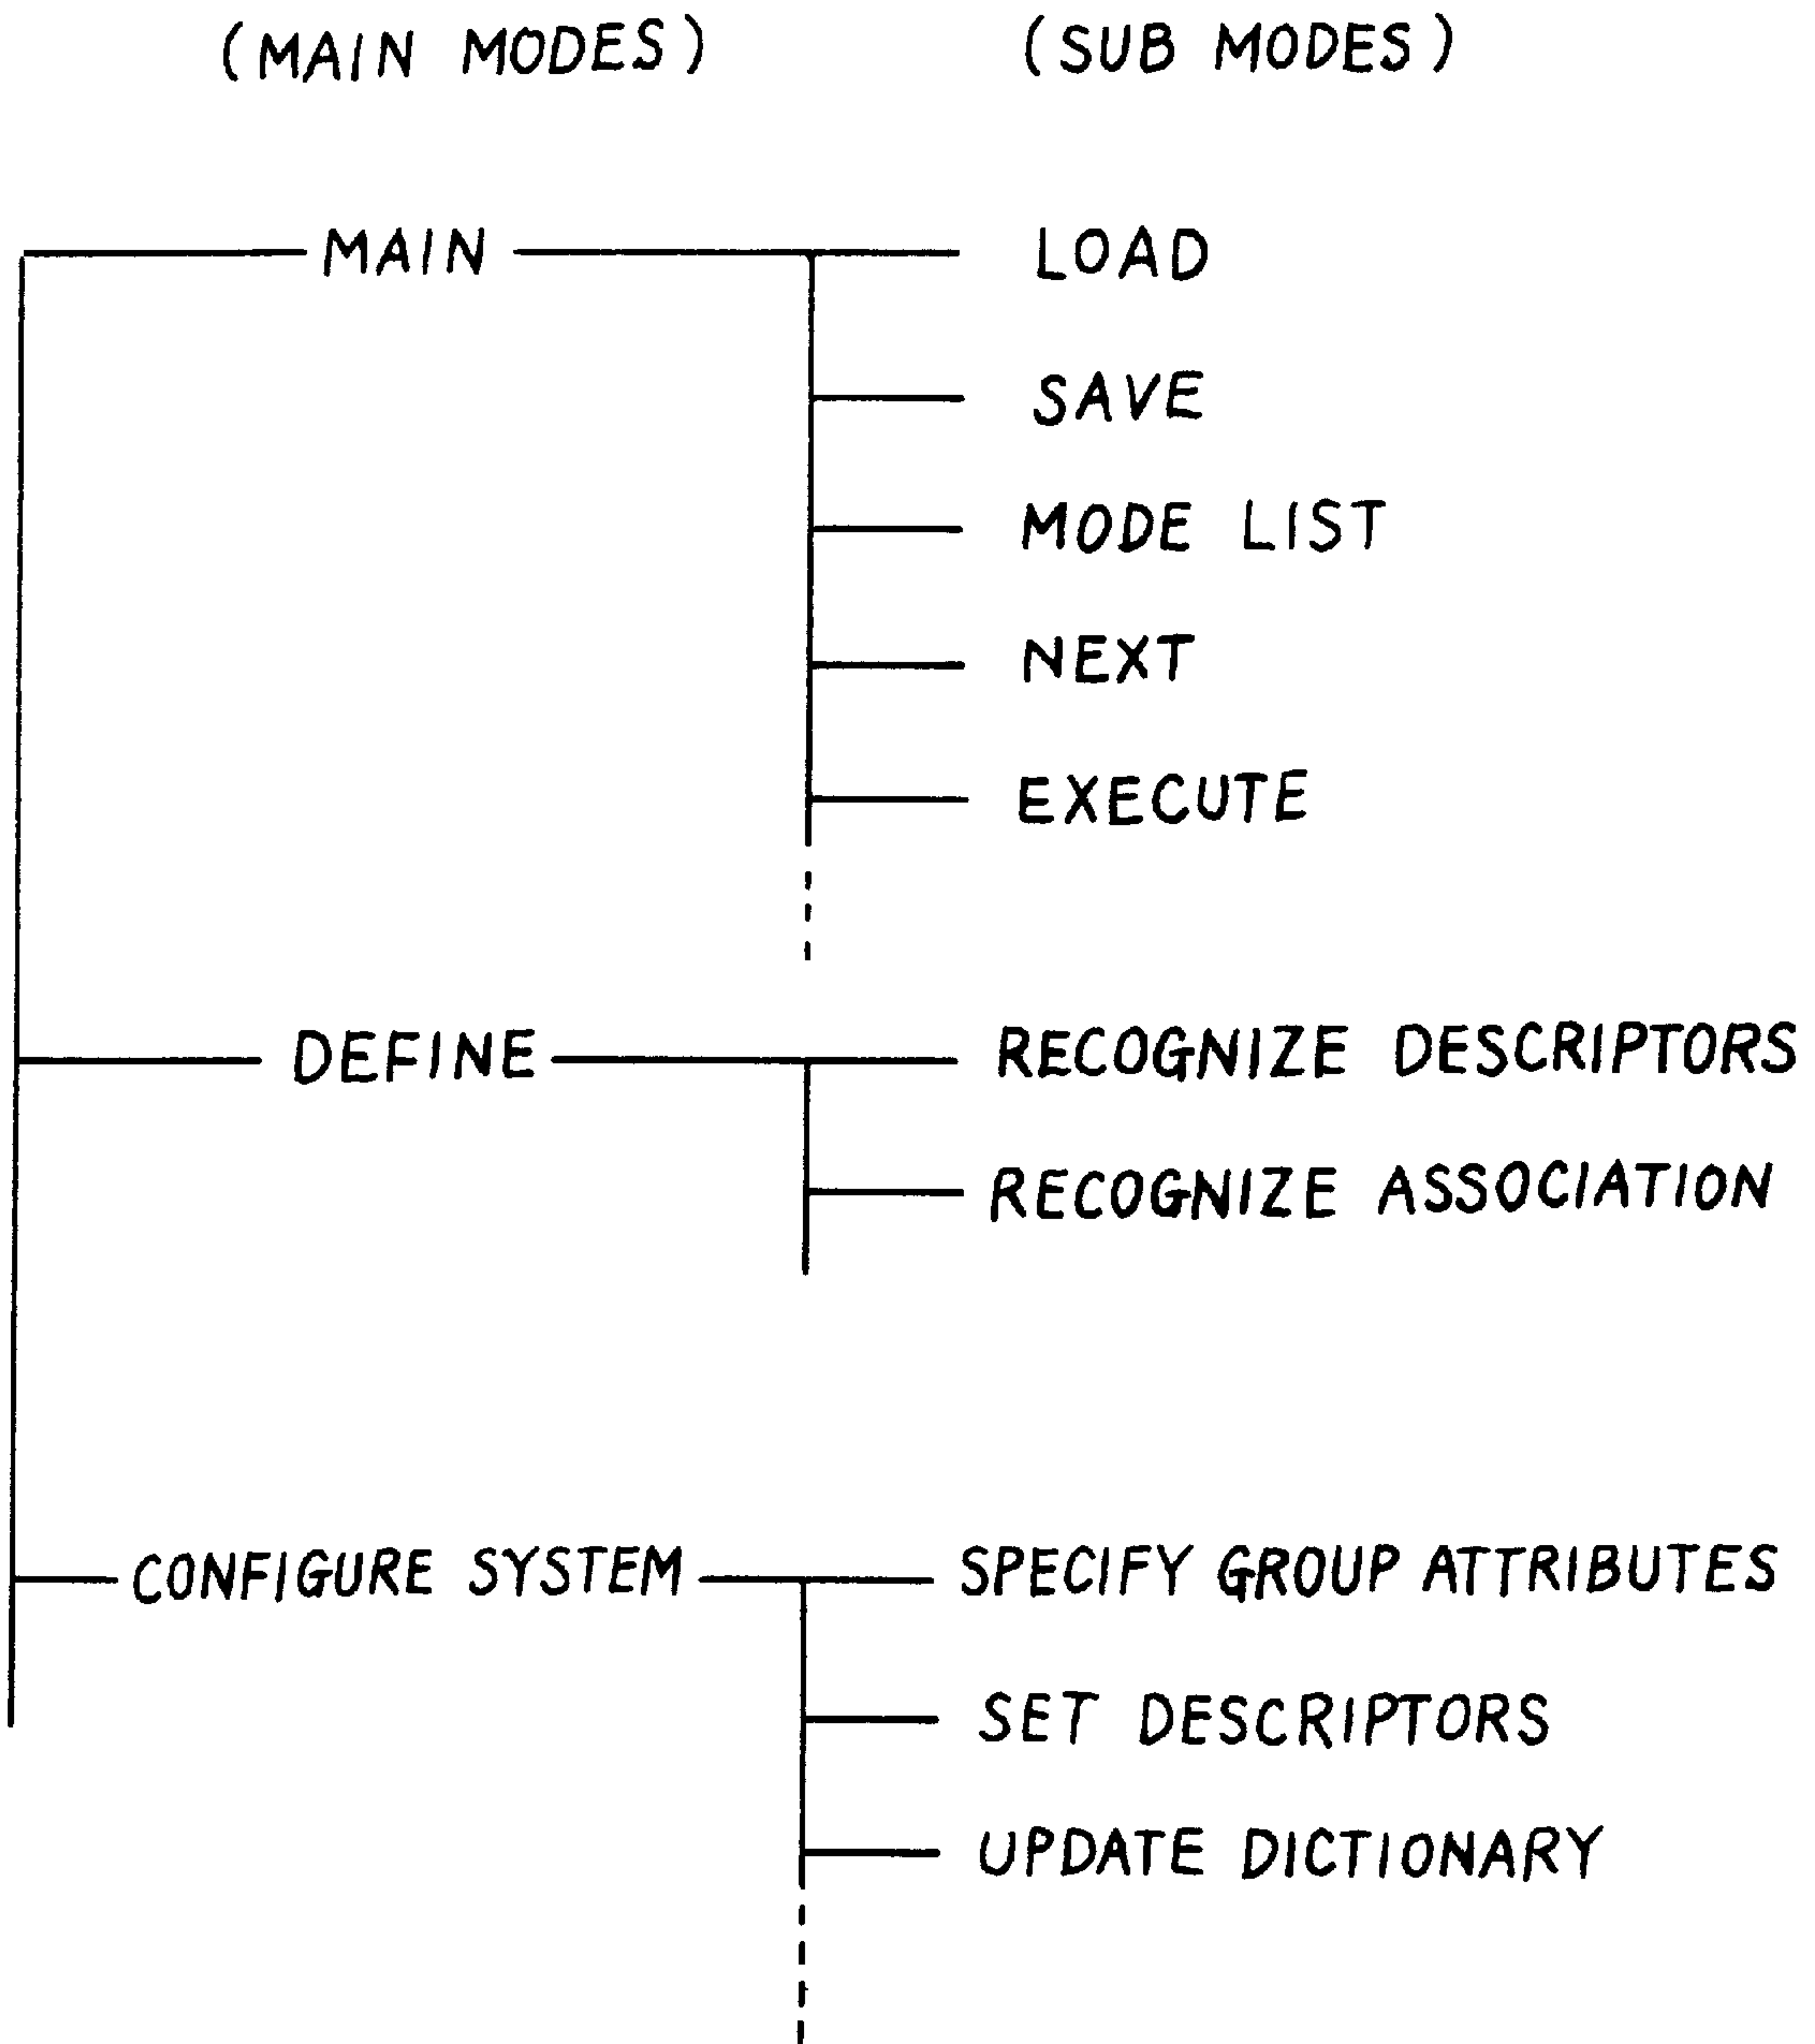 (MAIN MODES) (SUB MODES)
MAIN LOAD
SAVE
MODE LIST
NEXT
EXECUTE
DEFINE RECOGNIZE DESCRIPTORS
RECOGNIZE ASSOCIATION
CONFIGURE SYSTEM SPECIFY GROUP ATTRIBUTES
SET DESCRIPTORS
UPDATE DICTIONARY